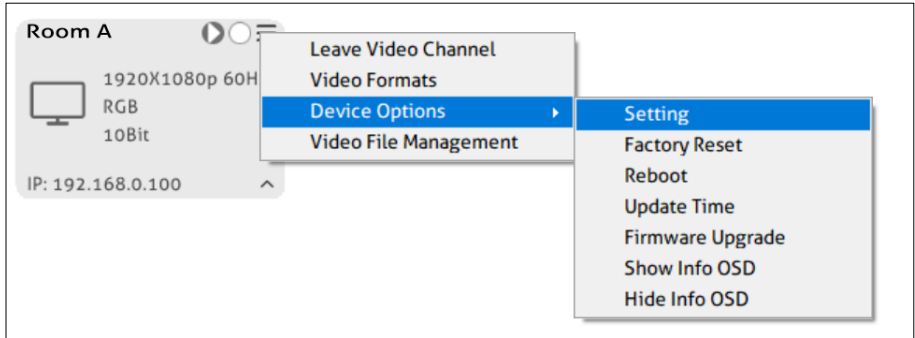 Room A
1920X1080p 60H
RGB
10Bit
IP: 192.168.0.100
Leave Video Channel
Video Formats
Device Options
Video File Management
Setting
Factory Reset
Reboot
Update Time
Firmware Upgrade
Show Info OSD
Hide Info OSD